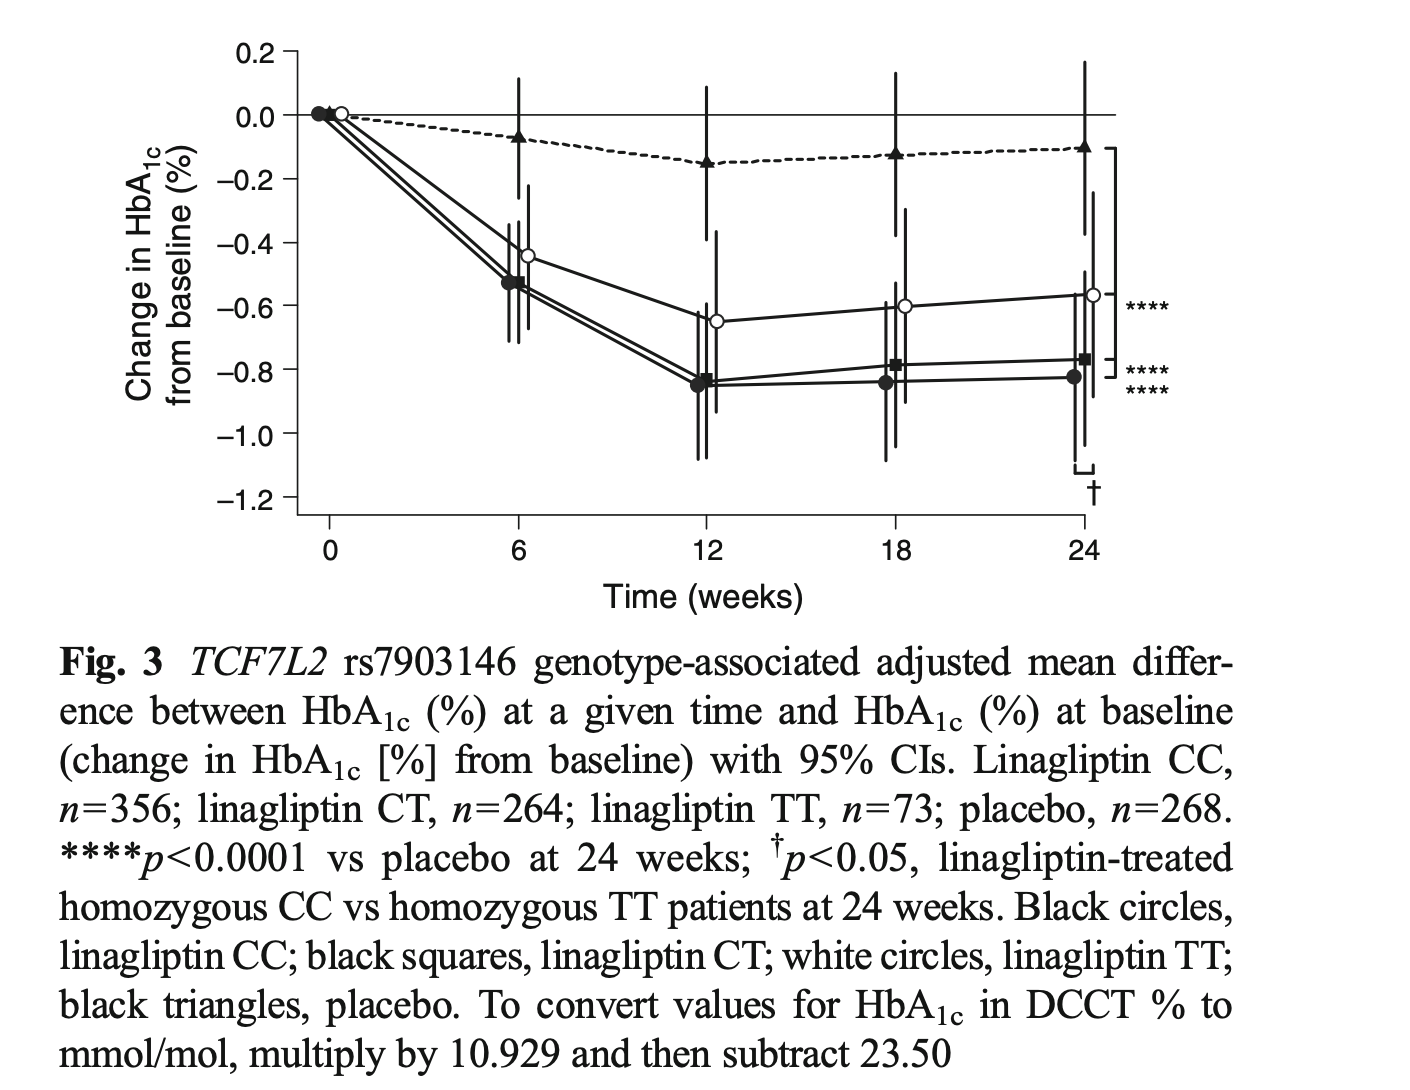 0.2
0.0
−0.2
−0.4
−0.6
−0.8
−1.0
−1.2
Change in HbA1c
from baseline (%)
****
****
****
†
0 6 12 18 24
Time (weeks)
Fig. 3 TCF7L2 rs7903146 genotype-associated adjusted mean differ-
ence between HbA1c (%) at a given time and HbA1c (%) at baseline
(change in HbA1c [%] from baseline) with 95% CIs. Linagliptin CC,
n=356; linagliptin CT, n=264; linagliptin TT, n=73; placebo, n=268.
****p<0.0001 vs placebo at 24 weeks; †p<0.05, linagliptin-treated
homozygous CC vs homozygous TT patients at 24 weeks. Black circles,
linagliptin CC; black squares, linagliptin CT; white circles, linagliptin TT;
black triangles, placebo. To convert values for HbA1c in DCCT % to
mmol/mol, multiply by 10.929 and then subtract 23.50